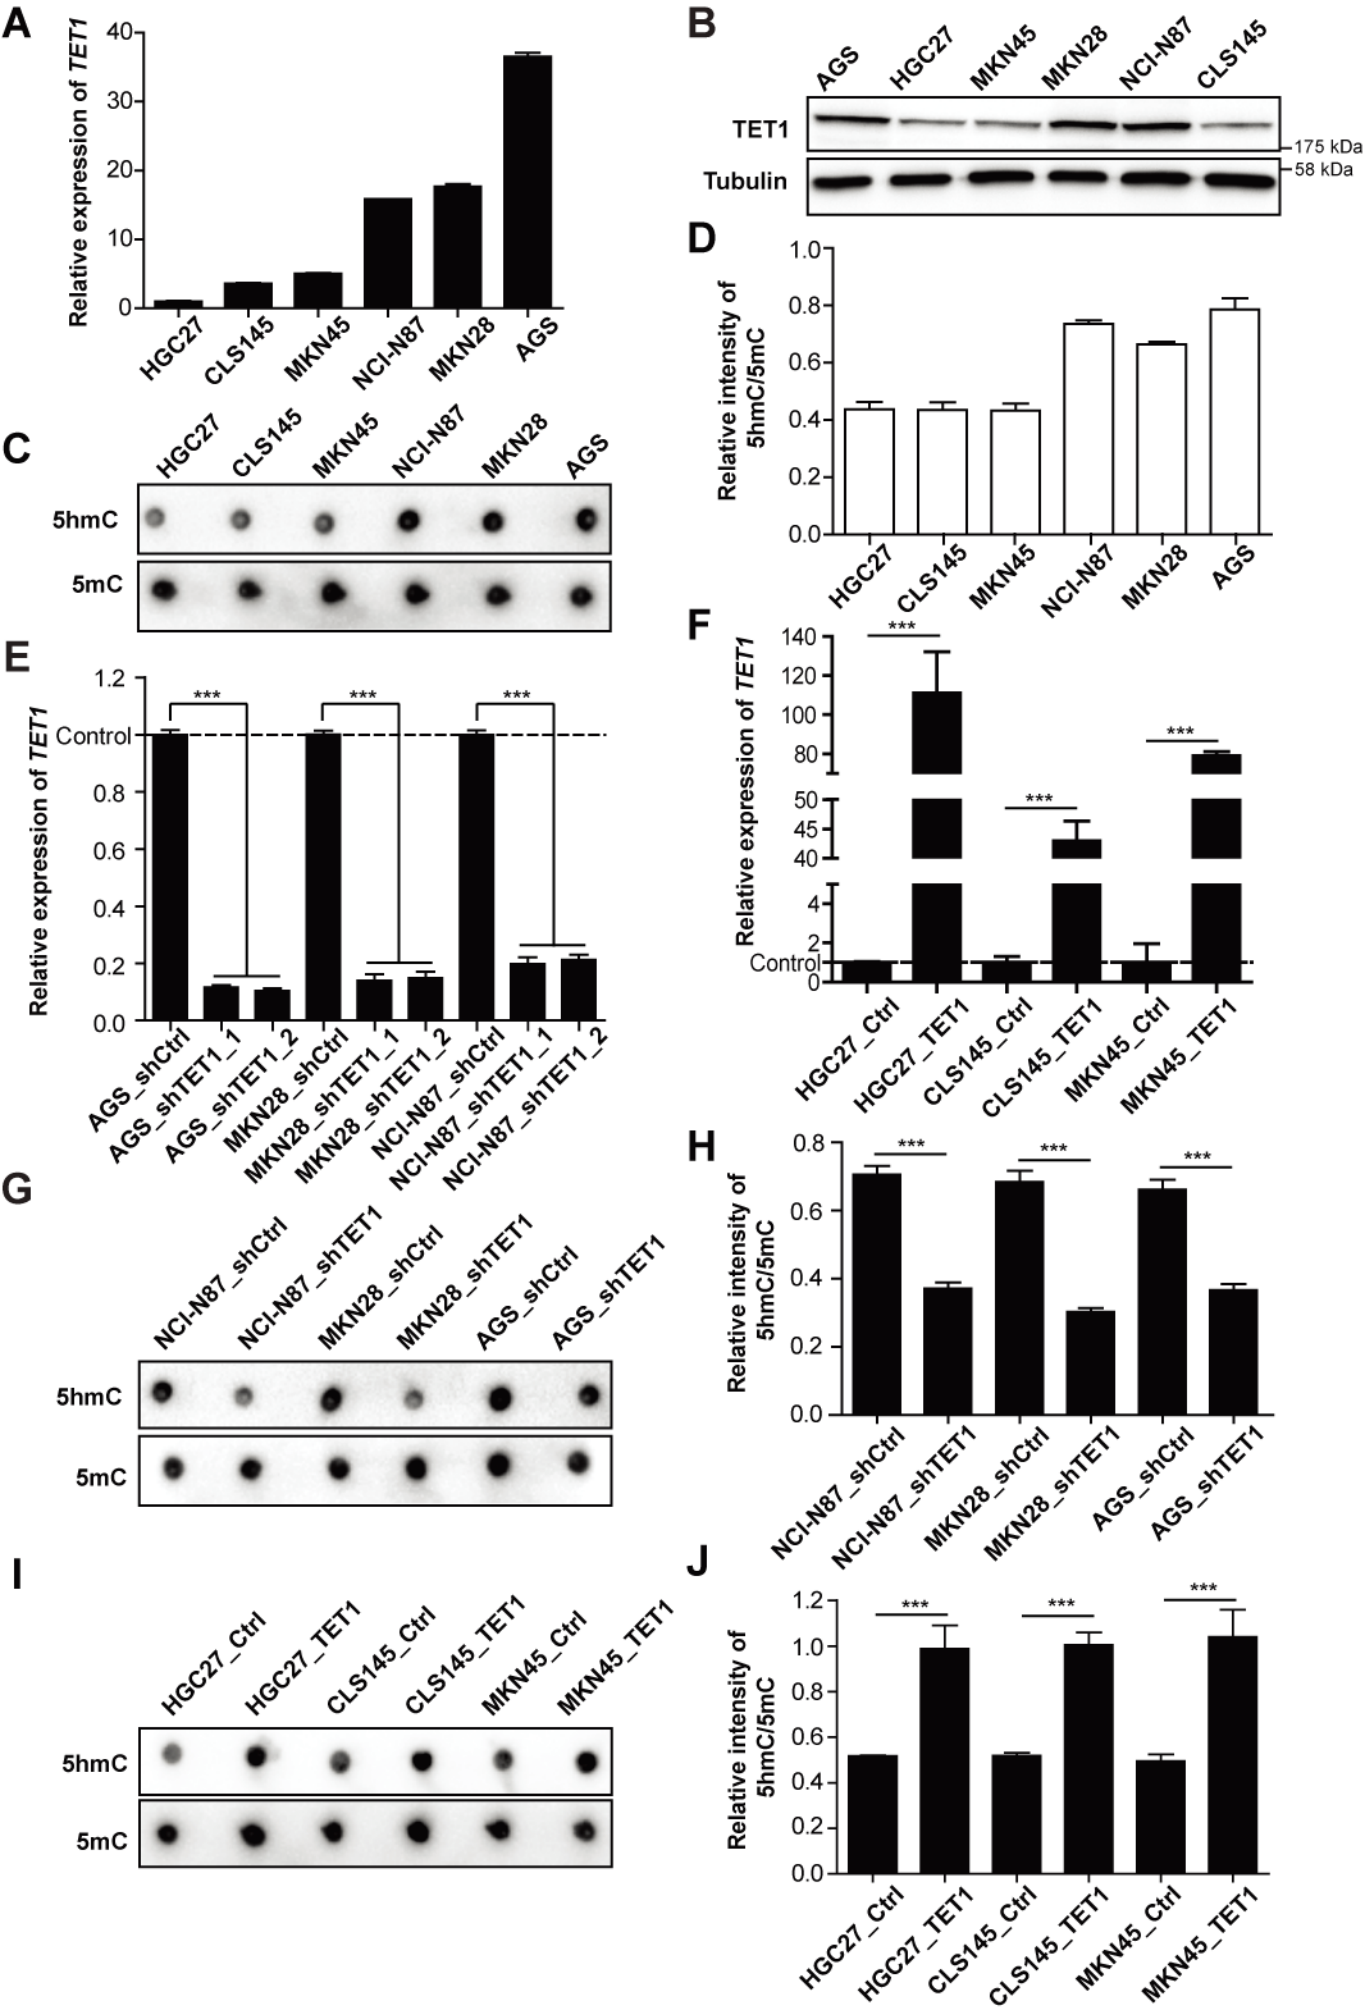 A
Relative expression of TET1
40
30
20
10
0
HGC27
CLS145
MKN45
NCI-N87
MKN28
AGS
B
AGS
HGC27
MKN45
MKN28
NCI-N87
CLS145
TET1
Tubulin
175 kDa
58 kDa
C
HGC27
CLS145
MKN45
NCI-N87
MKN28
AGS
5hmC
5mC
D
Relative intensity of
5hmC/5mC
1.0
0.8
0.6
0.4
0.2
0.0
HGC27
CLS145
MKN45
NCI-N87
MKN28
AGS
E
Relative expression of TET1
1.2
Control
0.8
0.6
0.4
0.2
0.0
***
***
***
AGS_shCtrl
AGS_shTET1_1
AGS_shTET1_2
MKN28_shCtrl
MKN28_shTET1_1
MKN28_shTET1_2
NCI-N87_shCtrl
NCI-N87_shTET1_1
NCI-N87_shTET1_2
F
Relative expression of TET1
140
120
100
80
50
45
40
4
2
Control
0
***
***
***
HGC27_Ctrl
HGC27_TET1
CLS145_Ctrl
CLS145_TET1
MKN45_Ctrl
MKN45_TET1
G
NCI-N87_shCtrl
NCI-N87_shTET1
MKN28_shCtrl
MKN28_shTET1
AGS_shCtrl
AGS_shTET1
5hmC
5mC
H
Relative intensity of
5hmC/5mC
0.8
0.6
0.4
0.2
0.0
***
***
***
NCI-N87_shCtrl
NCI-N87_shTET1
MKN28_shCtrl
MKN28_shTET1
AGS_shCtrl
AGS_shTET1
I
HGC27_Ctrl
HGC27_TET1
CLS145_Ctrl
CLS145_TET1
MKN45_Ctrl
MKN45_TET1
5hmC
5mC
J
Relative intensity of
5hmC/5mC
1.2
1.0
0.8
0.6
0.4
0.2
0.0
***
***
***
HGC27_Ctrl
HGC27_TET1
CLS145_Ctrl
CLS145_TET1
MKN45_Ctrl
MKN45_TET1